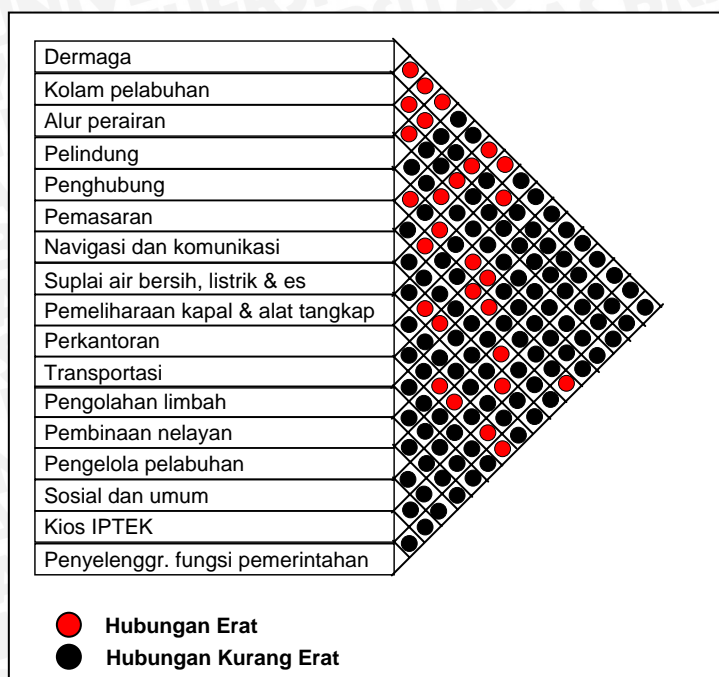 Dermaga
Kolam pelabuhan
Alur perairan
Pelindung
Penghubung
Pemasaran
Navigasi dan komunikasi
Suplai air bersih, listrik & es
Pemeliharaan kapal & alat tangkap
Perkantoran
Transportasi
Pengolahan limbah
Pembinaan nelayan
Pengelola pelabuhan
Sosial dan umum
Kios IPTEK
Penyelenggr. fungsi pemerintahan
Hubungan Erat
Hubungan Kurang Erat